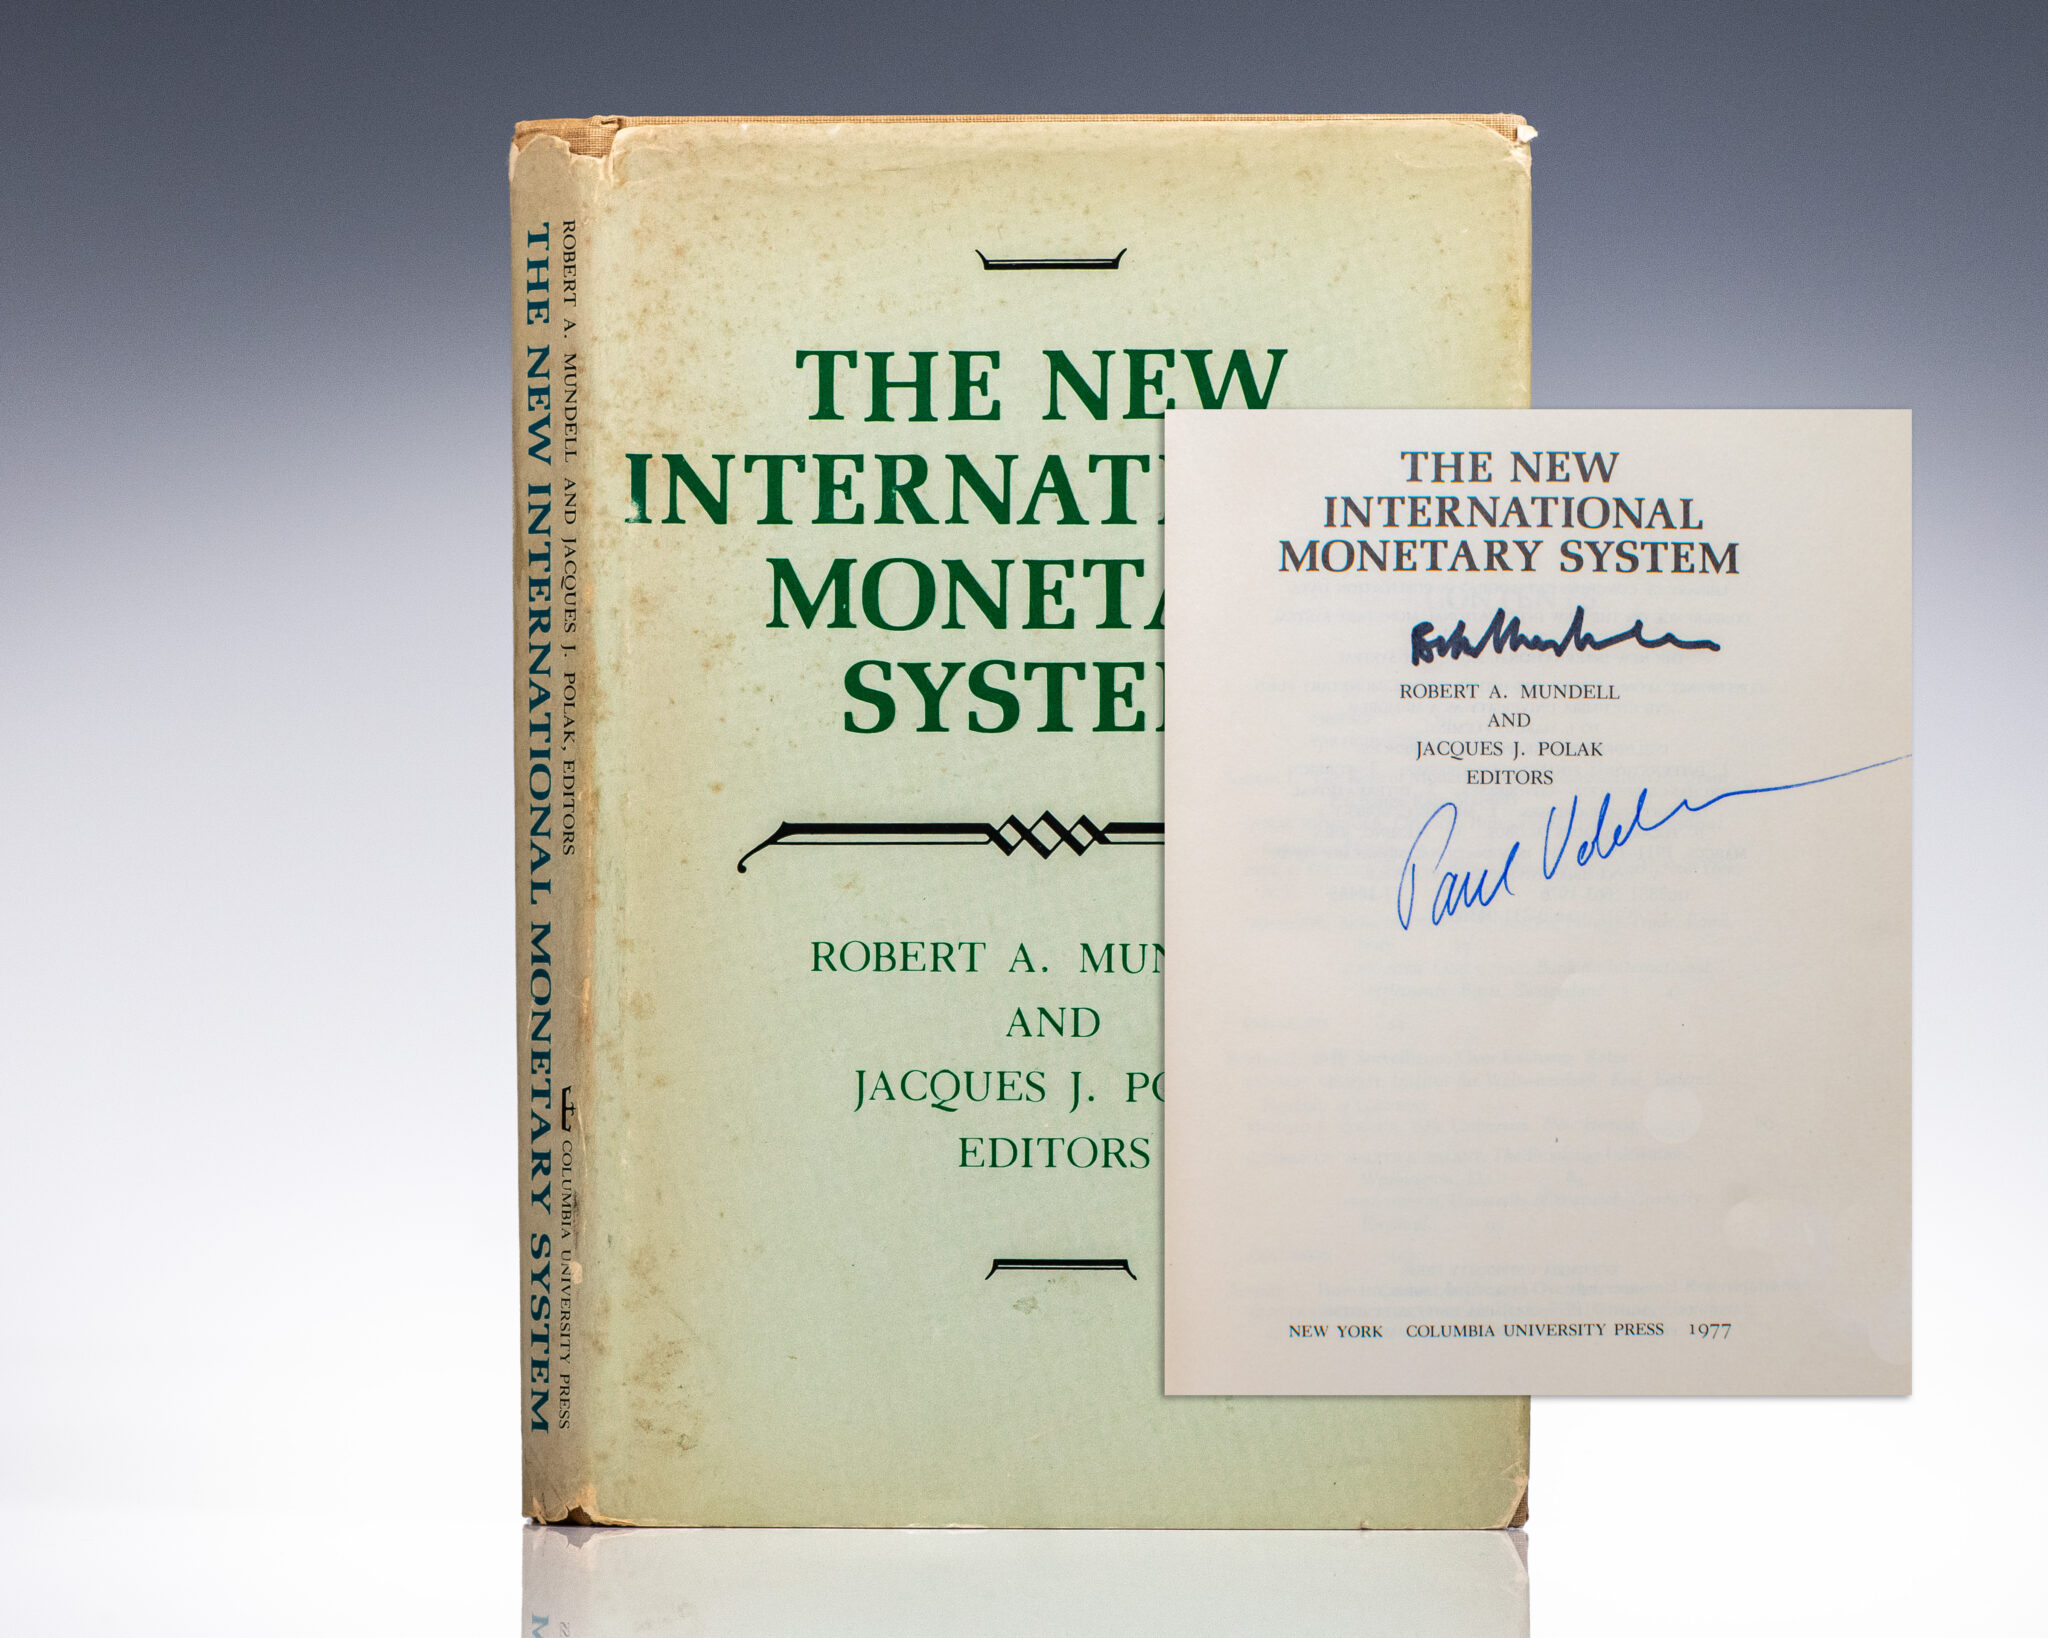 ROBERT A. MUNDELL AND JACQUES J. POLAK, EDITORS
COLUMBIA UNIVERSITY PRESS
THE NEW INTERNATIONAL MONETARY SYSTEM
THE NEW
INTERNATI
MONETA
SYSTE
ROBERT A. MUN
AND
JACQUES J. PO
EDITORS
THE NEW
INTERNATIONAL
MONETARY SYSTEM
ROBERT A. MUNDELL
AND
JACQUES J. POLAK
EDITORS
Paul Volcker
NEW YORK COLUMBIA UNIVERSITY PRESS 1977